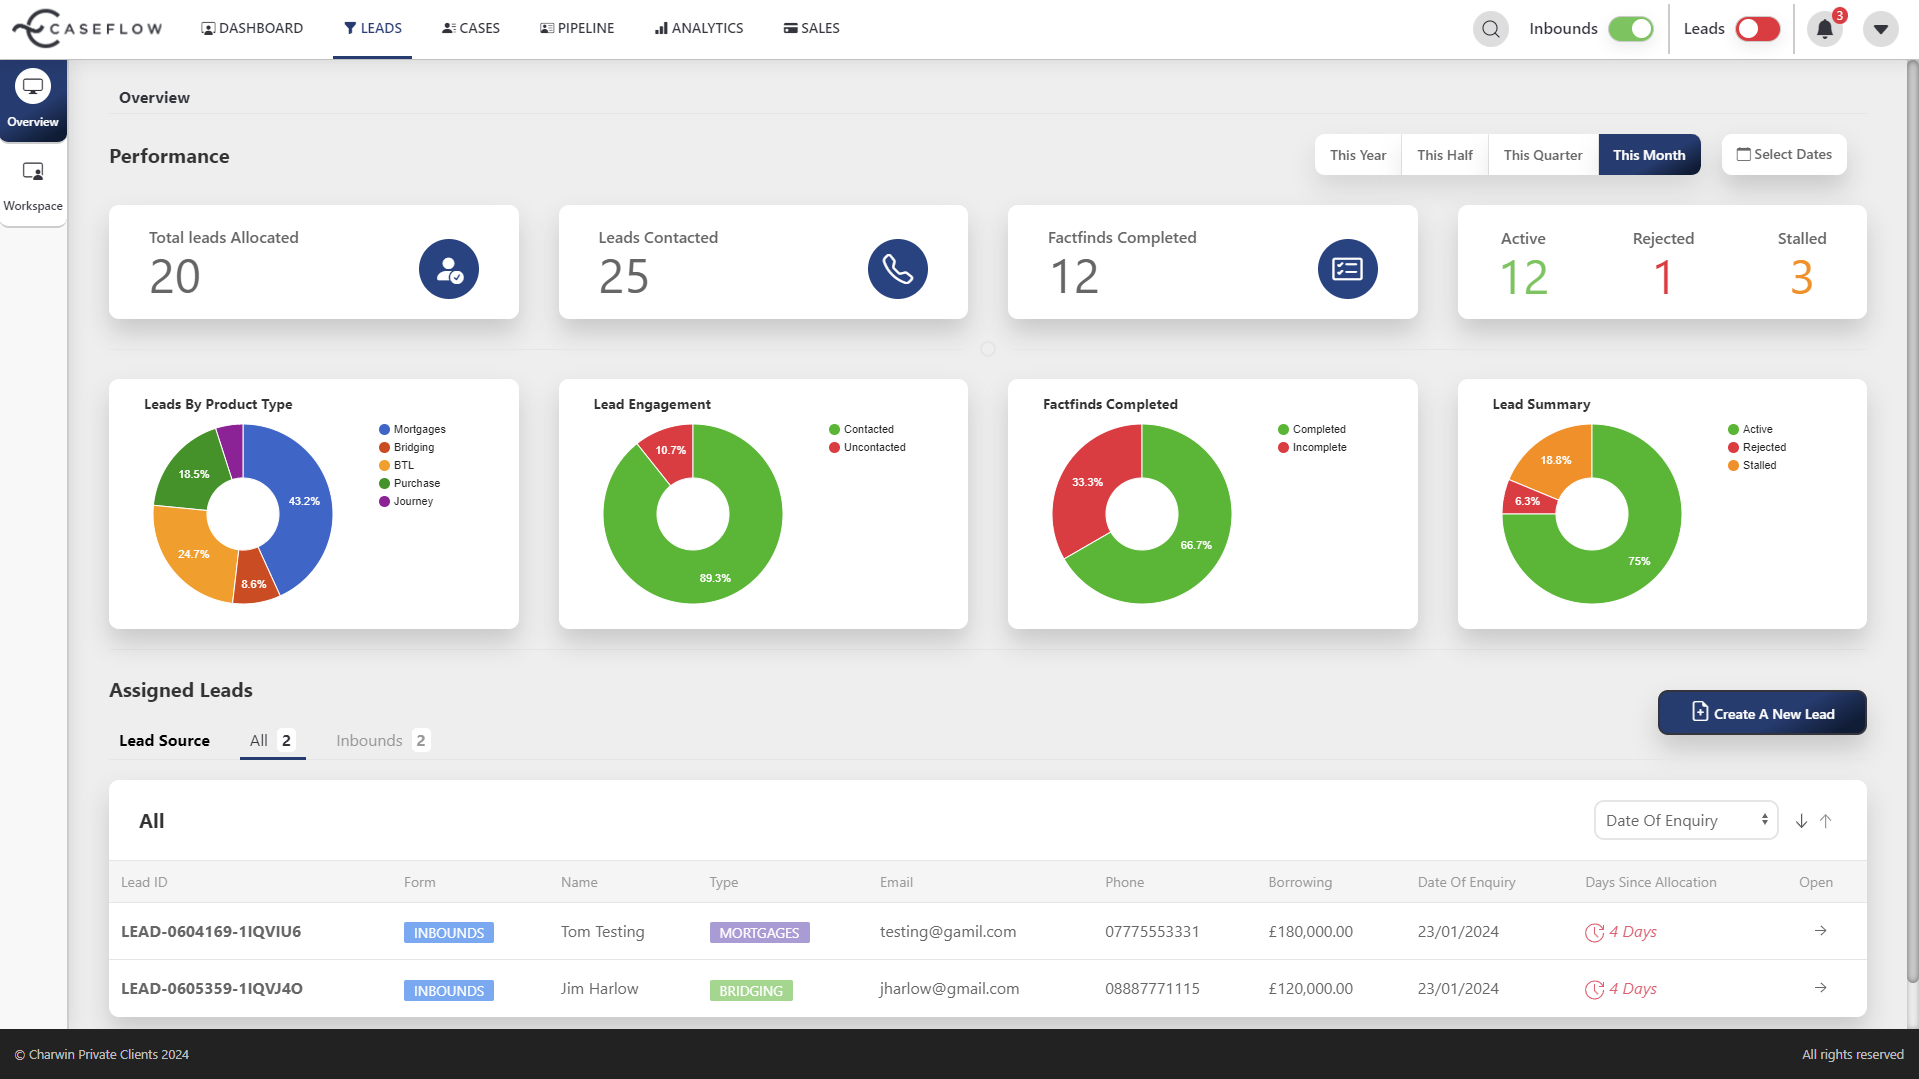 CASEFLOW
DASHBOARD LEADS CASES PIPELINE ANALYTICS SALES
Inbounds Leads 3
Overview
Workspace
Overview
Performance
This Year This Half This Quarter This Month Select Dates
Total leads Allocated
20
Leads Contacted
25
Factfinds Completed
12
Active Rejected Stalled
12 1 3
Leads By Product Type
Mortgages
Bridging
BTL
Purchase
Journey
18.5%
43.2%
24.7%
8.6%
Lead Engagement
Contacted
Uncontacted
10.7%
89.3%
Factfinds Completed
Completed
Incomplete
33.3%
66.7%
Lead Summary
Active
Rejected
Stalled
18.8%
6.3%
75%
Assigned Leads
Create A New Lead
Lead Source All 2 Inbounds 2
All
Date Of Enquiry
Lead ID Form Name Type Email Phone Borrowing Date Of Enquiry Days Since Allocation Open
LEAD-0604169-1IQVIU6 INBOUNDS Tom Testing MORTGAGES testing@gamil.com 07775553331 £180,000.00 23/01/2024 4 Days
LEAD-0605359-1IQVJ4O INBOUNDS Jim Harlow BRIDGING jharlow@gmail.com 08887771115 £120,000.00 23/01/2024 4 Days
© Charwin Private Clients 2024
All rights reserved